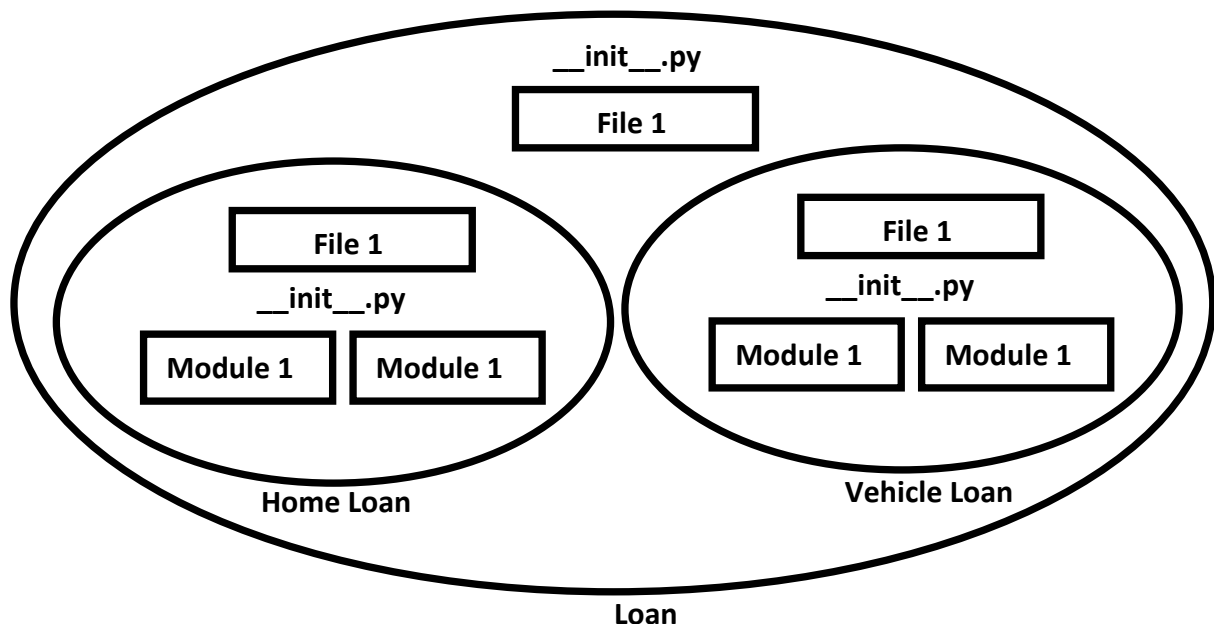 __init__.py
File 1
File 1
__init__.py
Module 1 Module 1
Home Loan
File 1
__init__.py
Module 1 Module 1
Vehicle Loan
Loan